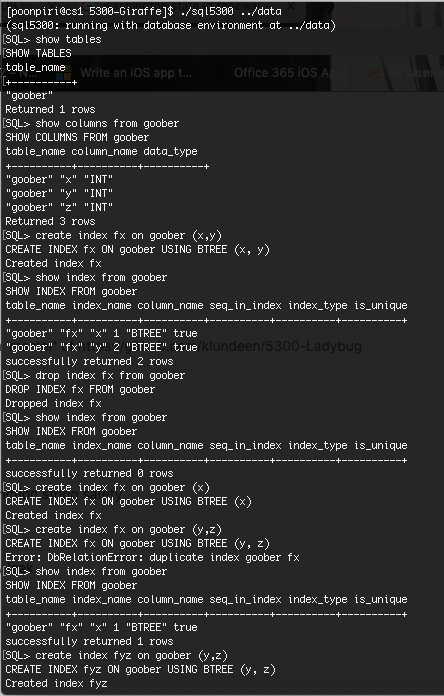 [poonpiri@cs1 5300-Giraffe]$ ./sql5300 ../data
(sql5300: running with database environment at ../data)
SQL> show tables
SHOW TABLES
Write an iOS app t...
Office 365 iOS A
table_name
+----------+
"goober"
Returned 1 rows
SQL> show columns from goober
SHOW COLUMNS FROM goober
table_name column_name data_type
+----------+----------+----------+
"goober" "x" "INT"
"goober" "y" "INT"
"goober" "z" "INT"
Returned 3 rows
SQL> create index fx on goober (x,y)
CREATE INDEX fx ON goober USING BTREE (x, y)
Created index fx
SQL> show index from goober
SHOW INDEX FROM goober
table_name index_name column_name seq_in_index index_type is_unique
+----------+----------+----------+----------+----------+----------+
"goober" "fx" "x" 1 "BTREE" true
"goober" "fx" "y" 2 "BTREE" true
klundeen/5300-Ladybug
successfully returned 2 rows
SQL> drop index fx from goober
DROP INDEX fx FROM goober
Dropped index fx
SQL> show index from goober
SHOW INDEX FROM goober
table_name index_name column_name seq_in_index index_type is_unique
+----------+----------+----------+----------+----------+----------+
successfully returned 0 rows
SQL> create index fx on goober (x)
CREATE INDEX fx ON goober USING BTREE (x)
Created index fx
SQL> create index fx on goober (y,z)
CREATE INDEX fx ON goober USING BTREE (y, z)
Error: DbRelationError: duplicate index goober fx
SQL> show index from goober
SHOW INDEX FROM goober
table_name index_name column_name seq_in_index index_type is_unique
+----------+----------+----------+----------+----------+----------+
"goober" "fx" "x" 1 "BTREE" true
successfully returned 1 rows
SQL> create index fyz on goober (y,z)
CREATE INDEX fyz ON goober USING BTREE (y, z)
Created index fyz